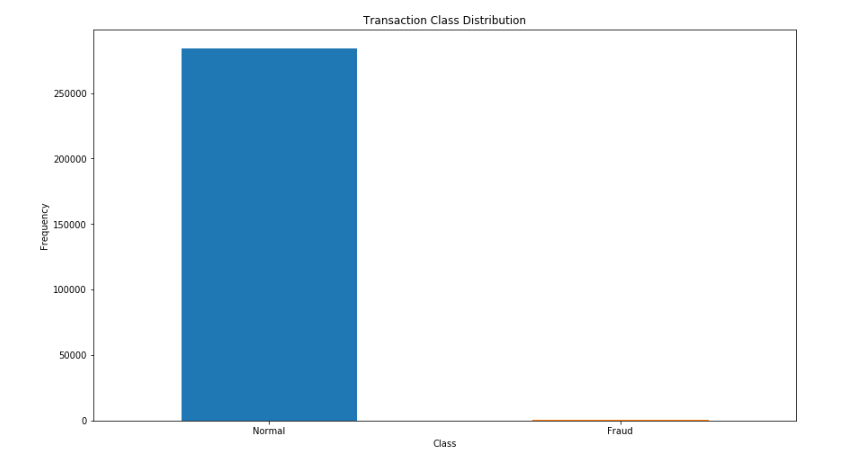 Transaction Class Distribution
250000
200000
150000
100000
50000
0
Frequency
Normal Fraud
Class